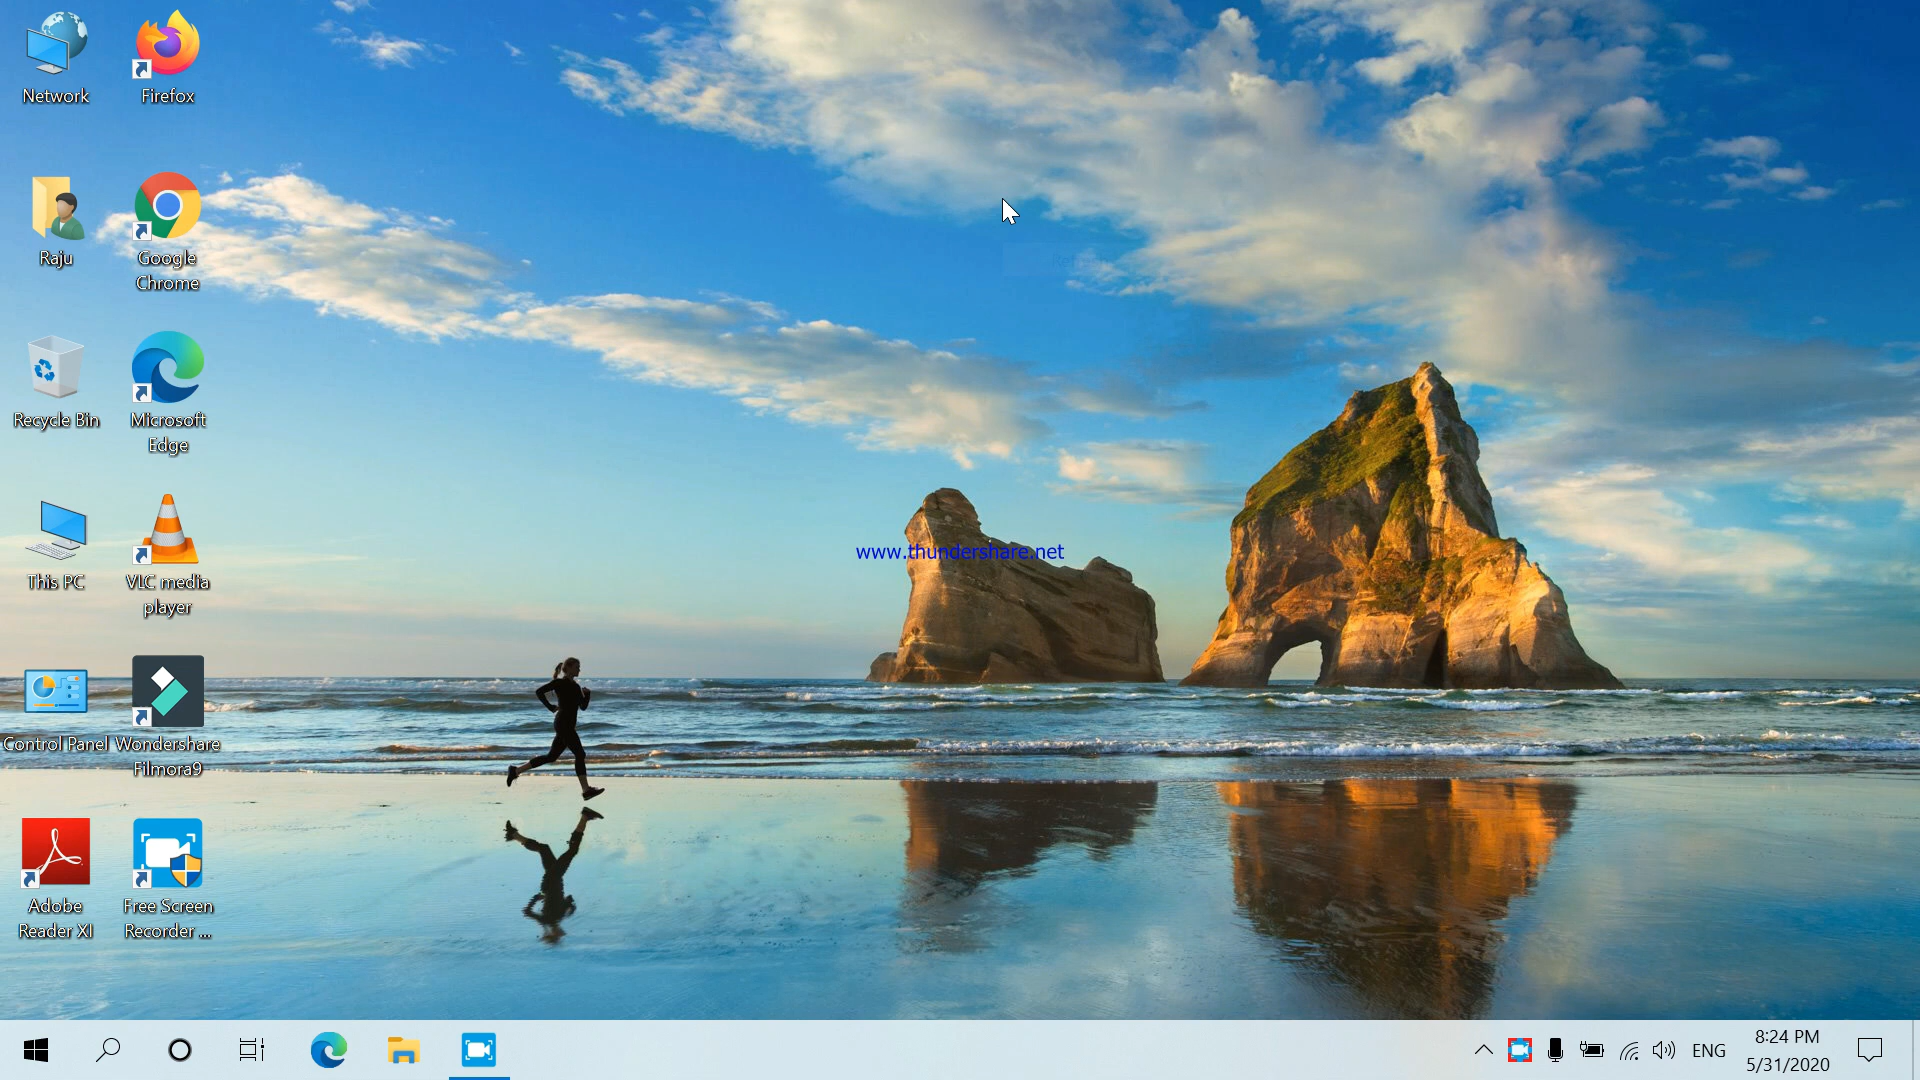 Network
Firefox
Raju
Google
Chrome
Recycle Bin
Microsoft
Edge
This PC
VLC media
player
Control Panel
Wondershare
Filmora9
Adobe
Reader XI
Free Screen
Recorder ...
www.thundershare.net
ENG
8:24 PM
5/31/2020